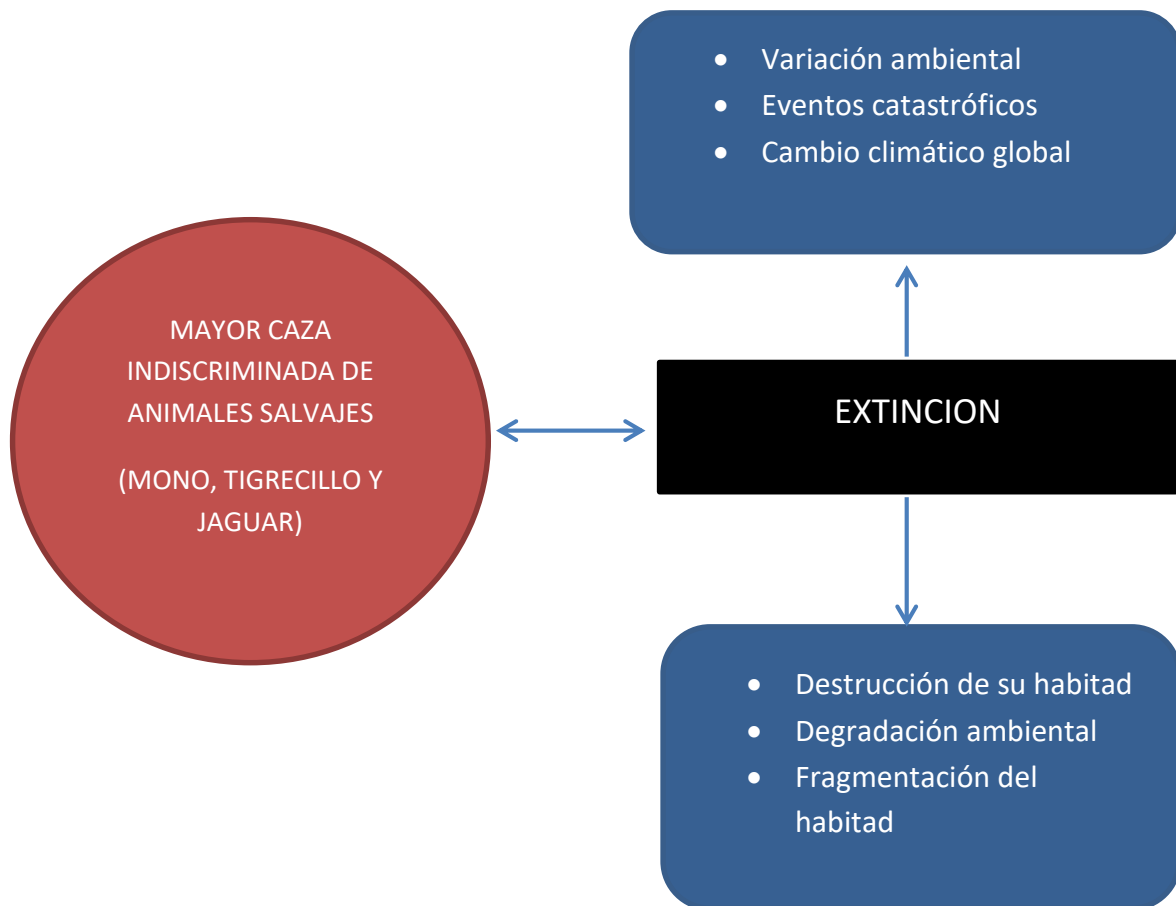 • Variación ambiental
• Eventos catastróficos
• Cambio climático global
MAYOR CAZA
INDISCRIMINADA DE
ANIMALES SALVAJES
(MONO, TIGRECILLO Y
JAGUAR)
EXTINCION
• Destrucción de su habitad
• Degradación ambiental
• Fragmentación del
habitad